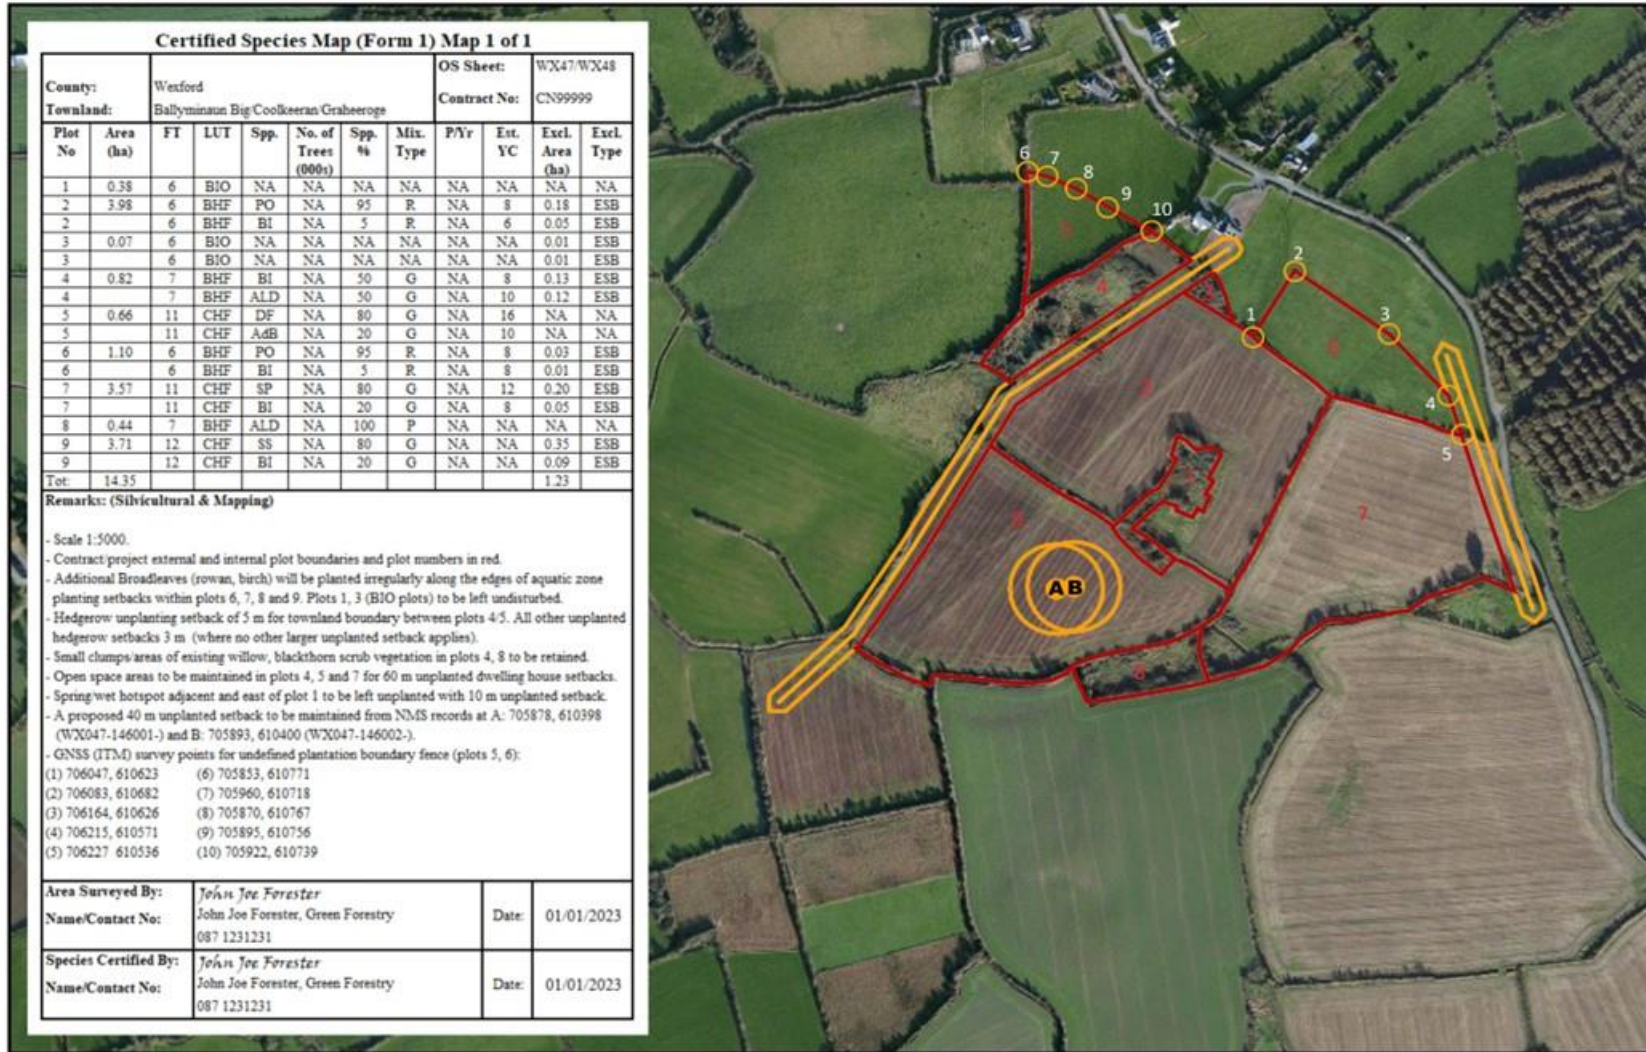 Certified Species Map (Form 1) Map 1 of 1
County: Wexford OS Sheet: WX47/WX48
Townland: Ballyminaun Big/Coolkeeran/Graheeroge Contract No: CN99999
Plot No Area (ha) FT LUT Spp. No. of Trees (000s) Spp. % Mix. Type P/Yr Est. YC Excl. Area (ha) Excl. Type
1 0.38 6 BIO NA NA NA NA NA NA NA NA
2 3.98 6 BHF PO NA 95 R NA 8 0.18 ESB
2 6 BHF BI NA 5 R NA 6 0.05 ESB
3 0.07 6 BIO NA NA NA NA NA NA 0.01 ESB
3 6 BIO NA NA NA NA NA NA 0.01 ESB
4 0.82 7 BHF BI NA 50 G NA 8 0.13 ESB
4 7 BHF ALD NA 50 G NA 10 0.12 ESB
5 0.66 11 CHF DF NA 80 G NA 16 NA NA
5 11 CHF AdB NA 20 G NA 10 NA NA
6 1.10 6 BHF PO NA 95 R NA 8 0.03 ESB
6 6 BHF BI NA 5 R NA 8 0.01 ESB
7 3.57 11 CHF SP NA 80 G NA 12 0.20 ESB
7 11 CHF BI NA 20 G NA 8 0.05 ESB
8 0.44 7 BHF ALD NA 100 P NA NA NA NA
9 3.71 12 CHF SS NA 80 G NA NA 0.35 ESB
9 12 CHF BI NA 20 G NA NA 0.09 ESB
Tot: 14.35 1.23
Remarks: (Silvicultural & Mapping)
- Scale 1:5000.
- Contract/project external and internal plot boundaries and plot numbers in red.
- Additional Broadleaves (rowan, birch) will be planted irregularly along the edges of aquatic zone
planting setbacks within plots 6, 7, 8 and 9. Plots 1, 3 (BIO plots) to be left undisturbed.
- Hedgerow unplanting setback of 5 m for townland boundary between plots 4/5. All other unplanted
hedgerow setbacks 3 m (where no other larger unplanted setback applies).
- Small clumps/areas of existing willow, blackthorn scrub vegetation in plots 4, 8 to be retained.
- Open space areas to be maintained in plots 4, 5 and 7 for 60 m unplanted dwelling house setbacks.
- Spring/wet hotspot adjacent and east of plot 1 to be left unplanted with 10 m unplanted setback.
- A proposed 40 m unplanted setback to be maintained from NMS records at A: 705878, 610398
(WX047-146001-) and B: 705893, 610400 (WX047-146002-).
- GNSS (ITM) survey points for undefined plantation boundary fence (plots 5, 6):
(1) 706047, 610623 (6) 705853, 610771
(2) 706083, 610682 (7) 705960, 610718
(3) 706164, 610626 (8) 705870, 610767
(4) 706215, 610571 (9) 705895, 610756
(5) 706227 610536 (10) 705922, 610739
Area Surveyed By: John Joe Forester
Name/Contact No: John Joe Forester, Green Forestry Date: 01/01/2023
087 1231231
Species Certified By: John Joe Forester
Name/Contact No: John Joe Forester, Green Forestry Date: 01/01/2023
087 1231231
6
7
8
9
10
5
4
2
1
3
6
4
5
7
A B